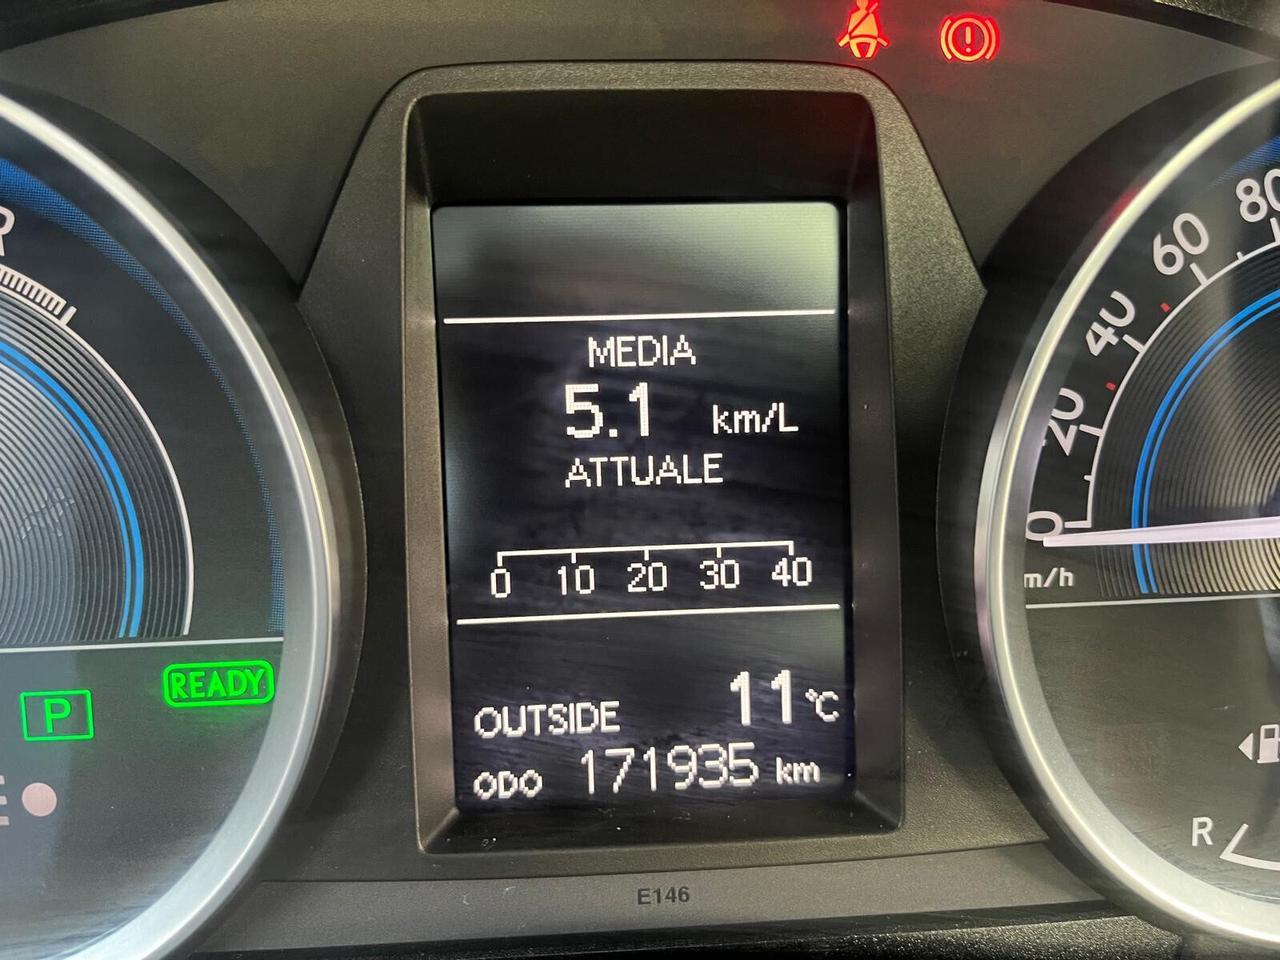 MEDIA
5.1 km/L
ATTUALE
0 10 20 30 40
OUTSIDE 11°C
ODO 171935 km
E146
R
P
READY
0
20
40
60
80
m/h
R